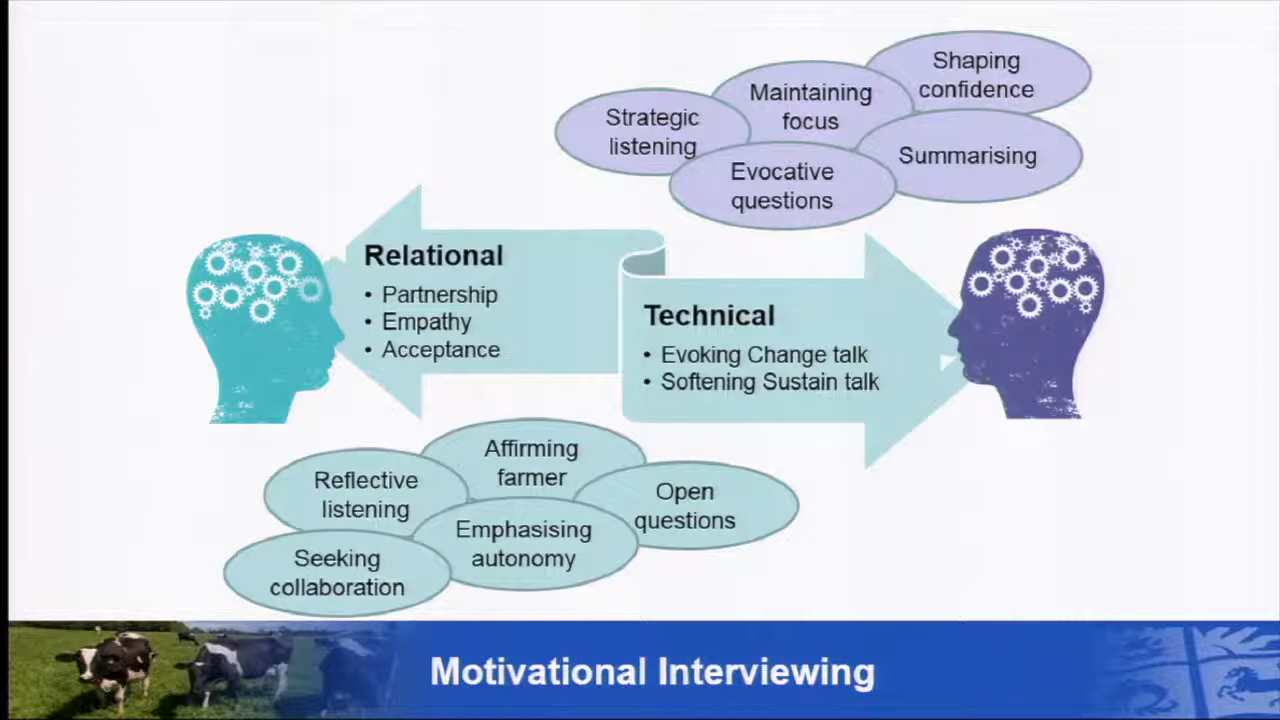 Shaping
confidence
Maintaining
focus
Strategic
listening
Summarising
Evocative
questions
Relational
• Partnership
• Empathy
• Acceptance
Technical
• Evoking Change talk
• Softening Sustain talk
Affirming
farmer
Reflective
listening
Open
questions
Emphasising
autonomy
Seeking
collaboration
Motivational Interviewing